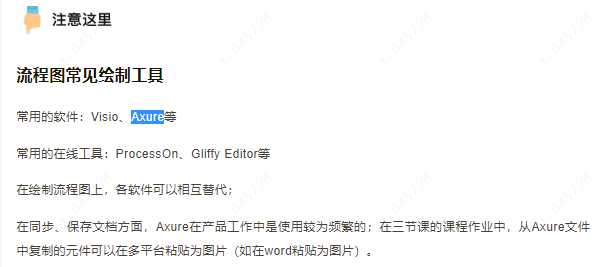 注意这里
流程图常见绘制工具
常用的软件：Visio、Axure等
常用的在线工具：ProcessOn、Gliffy Editor等
在绘制流程图上，各软件可以相互替代；
在同步、保存文档方面，Axure在产品工作中是使用较为频繁的；在三节课的课程作业中，从Axure文件
中复制的元件可以在多平台粘贴为图片（如在word粘贴为图片）。